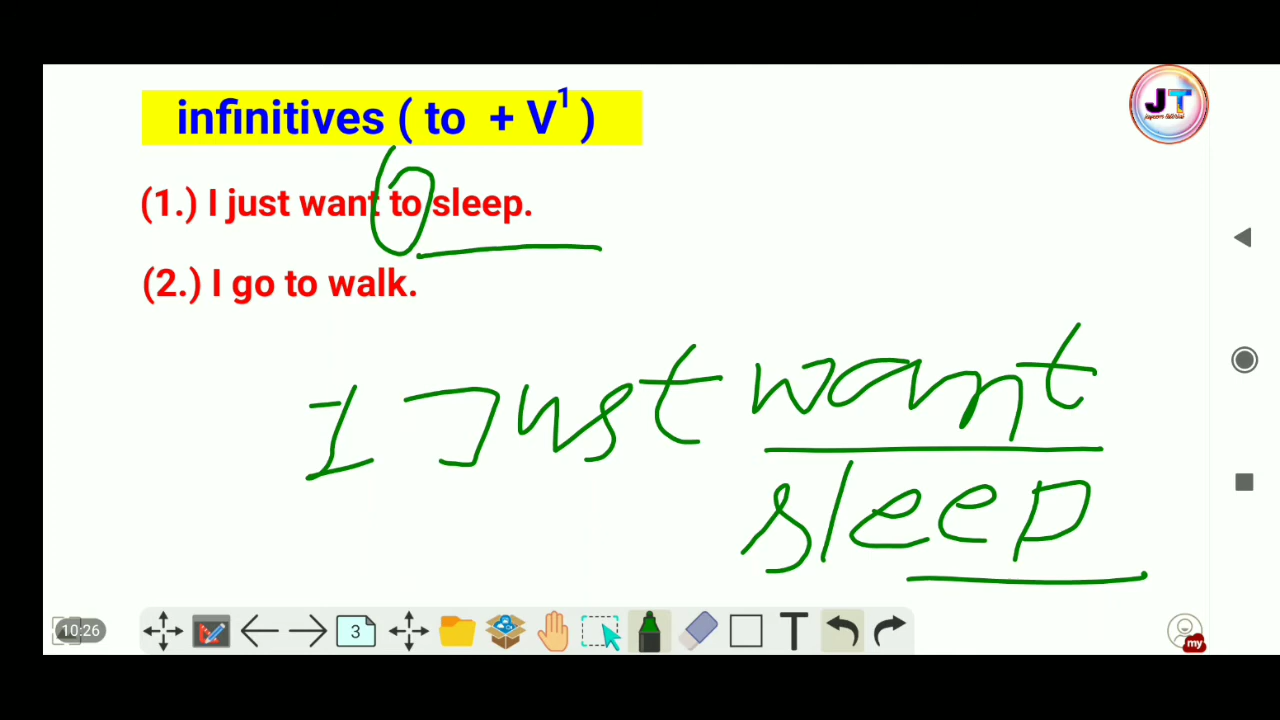 infinitives ( to + V¹ )
JT
(1.) I just want to sleep.
(2.) I go to walk.
I Just want
sleep
10:26
3
T
my